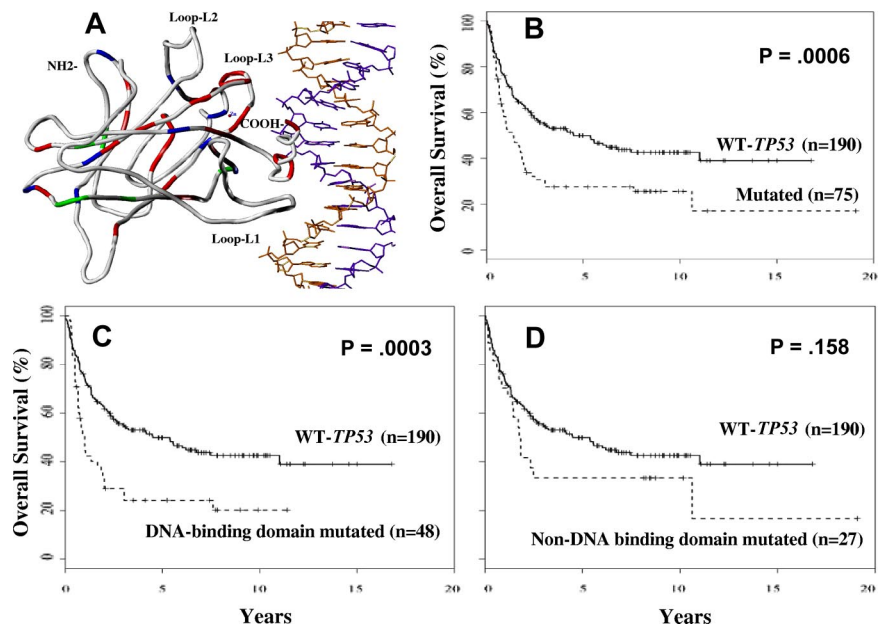 A
Loop-L2
NH2-
Loop-L3
COOH-
Loop-L1
B
P = .0006
Overall Survival (%)
100
80
60
40
20
0
WT-TP53 (n=190)
Mutated (n=75)
0 5 10 15 20
C
P = .0003
Overall Survival (%)
100
80
60
40
20
0
WT-TP53 (n=190)
DNA-binding domain mutated (n=48)
0 5 10 15 20
Years
D
P = .158
100
80
60
40
20
0
WT-TP53 (n=190)
Non-DNA binding domain mutated (n=27)
0 5 10 15 20
Years